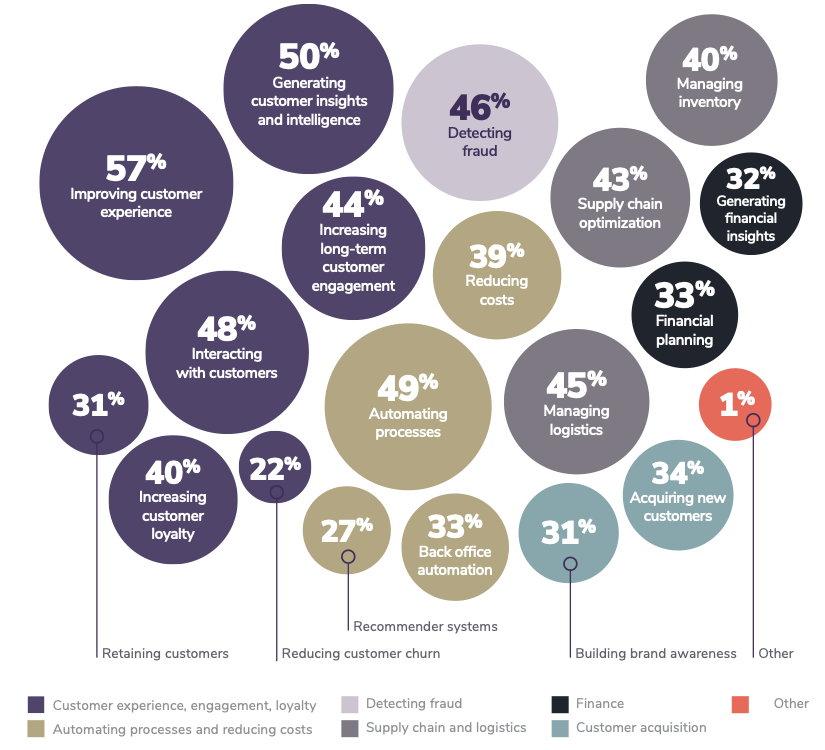 50%
Generating
customer insights
and intelligence
46%
Detecting
fraud
40%
Managing
inventory
57%
Improving customer
experience
44%
Increasing
long-term
customer
engagement
43%
Supply chain
optimization
32%
Generating
financial
insights
39%
Reducing
costs
33%
Financial
planning
48%
Interacting
with customers
49%
Automating
processes
45%
Managing
logistics
31%
1%
40%
Increasing
customer
loyalty
22%
34%
Acquiring new
customers
27%
33%
Back office
automation
31%
Recommender systems
Retaining customers
Reducing customer churn
Building brand awareness
Other
Customer experience, engagement, loyalty
Detecting fraud
Finance
Other
Automating processes and reducing costs
Supply chain and logistics
Customer acquisition